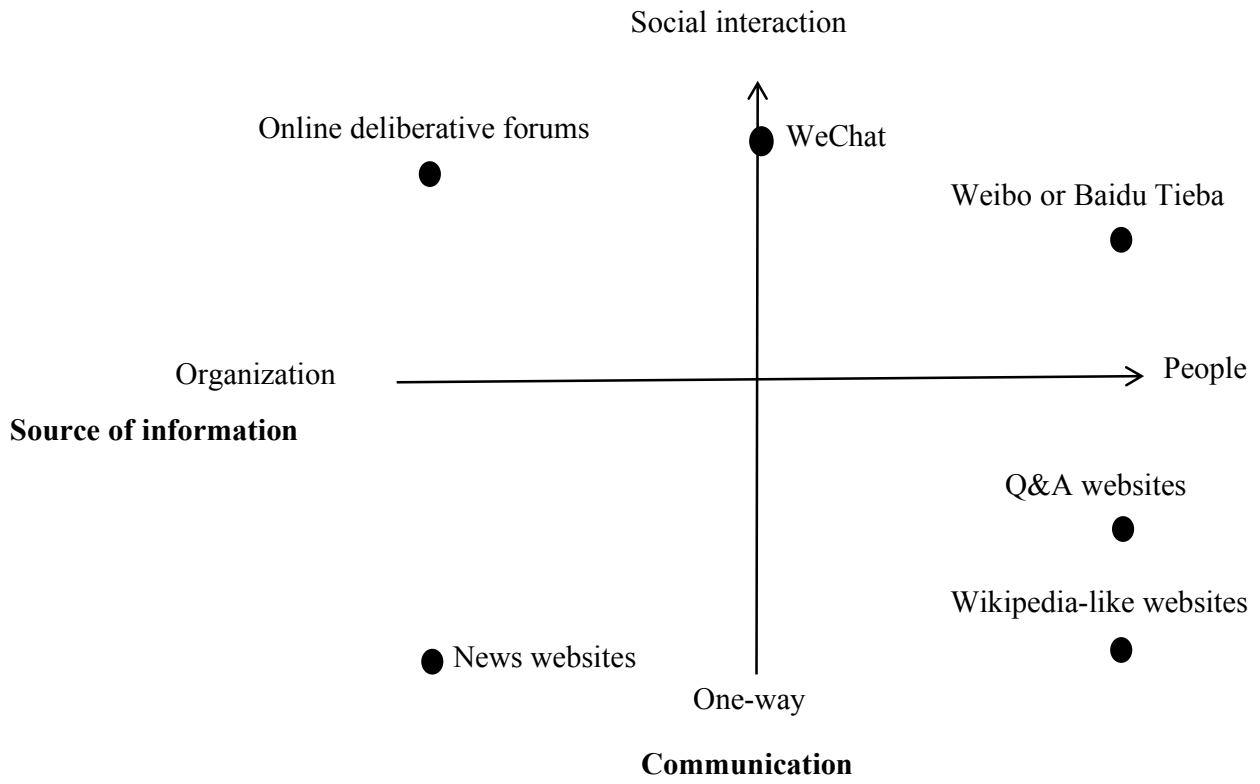 Social interaction
Online deliberative forums
WeChat
Weibo or Baidu Tieba
Organization
People
Source of information
Q&A websites
Wikipedia-like websites
News websites
One-way
Communication